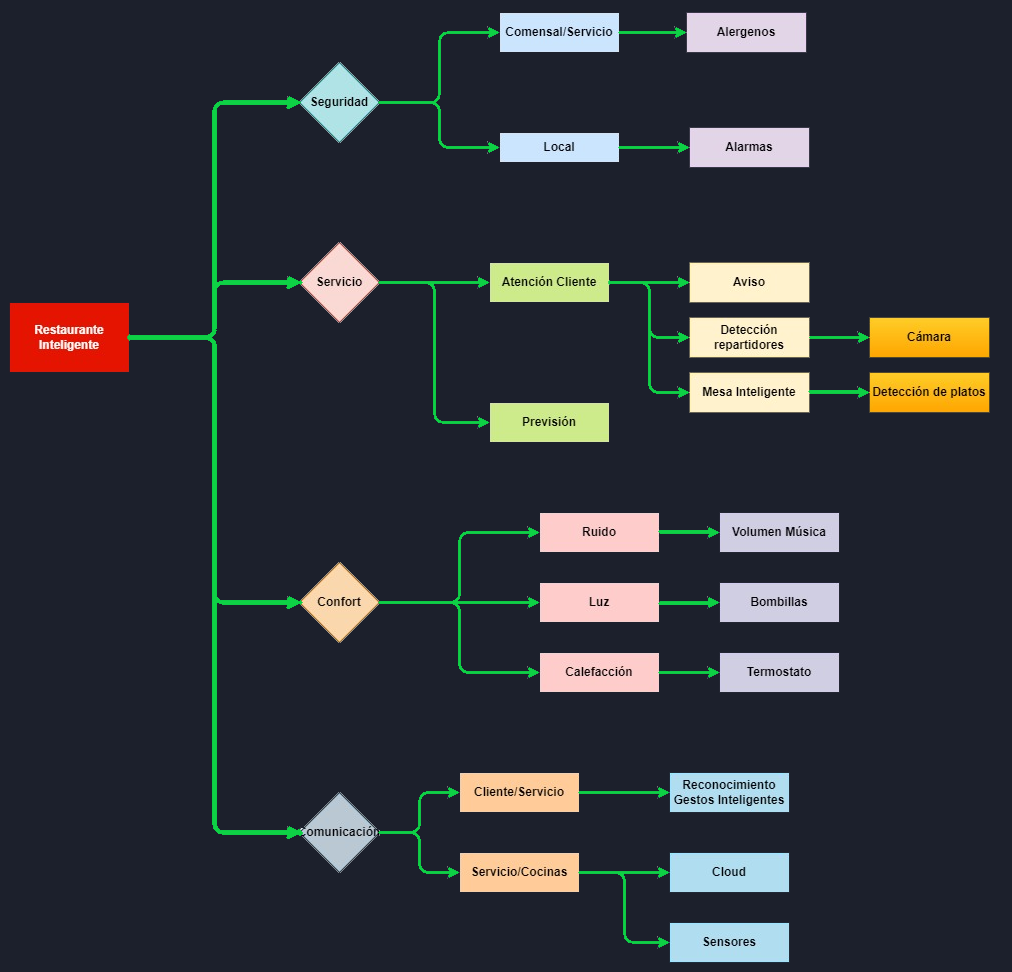 Comensal/Servicio
Alergenos
Seguridad
Local
Alarmas
Servicio
Atención Cliente
Aviso
Restaurante
Inteligente
Detección
repartidores
Cámara
Mesa Inteligente
Detección de platos
Previsión
Ruido
Volumen Música
Confort
Luz
Bombillas
Calefacción
Termostato
Cliente/Servicio
Reconocimiento
Gestos Inteligentes
Comunicación
Servicio/Cocinas
Cloud
Sensores